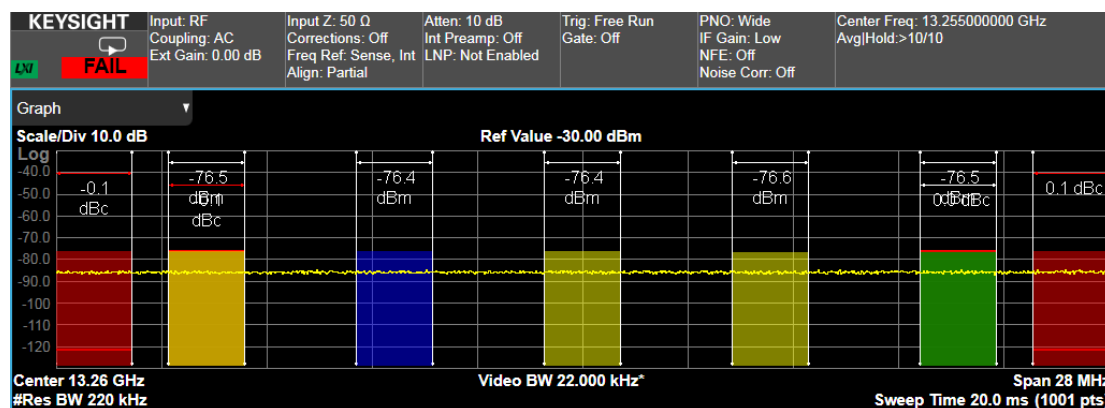 KEYSIGHT
LXI
FAIL
Input: RF
Coupling: AC
Ext Gain: 0.00 dB
Input Z: 50 Ω
Corrections: Off
Freq Ref: Sense, Int
Align: Partial
Atten: 10 dB
Int Preamp: Off
LNP: Not Enabled
Trig: Free Run
Gate: Off
PNO: Wide
IF Gain: Low
NFE: Off
Noise Corr: Off
Center Freq: 13.255000000 GHz
Avg|Hold:>10/10
Graph
Scale/Div 10.0 dB
Ref Value -30.00 dBm
Log
-40.0
-50.0
-60.0
-70.0
-80.0
-90.0
-100
-110
-120
-0.1
dBc
-76.5
dBm
dBc
-76.4
dBm
-76.4
dBm
-76.6
dBm
-76.5
0.1 dBc
Center 13.26 GHz
#Res BW 220 kHz
Video BW 22.000 kHz*
Span 28 MHz
Sweep Time 20.0 ms (1001 pts